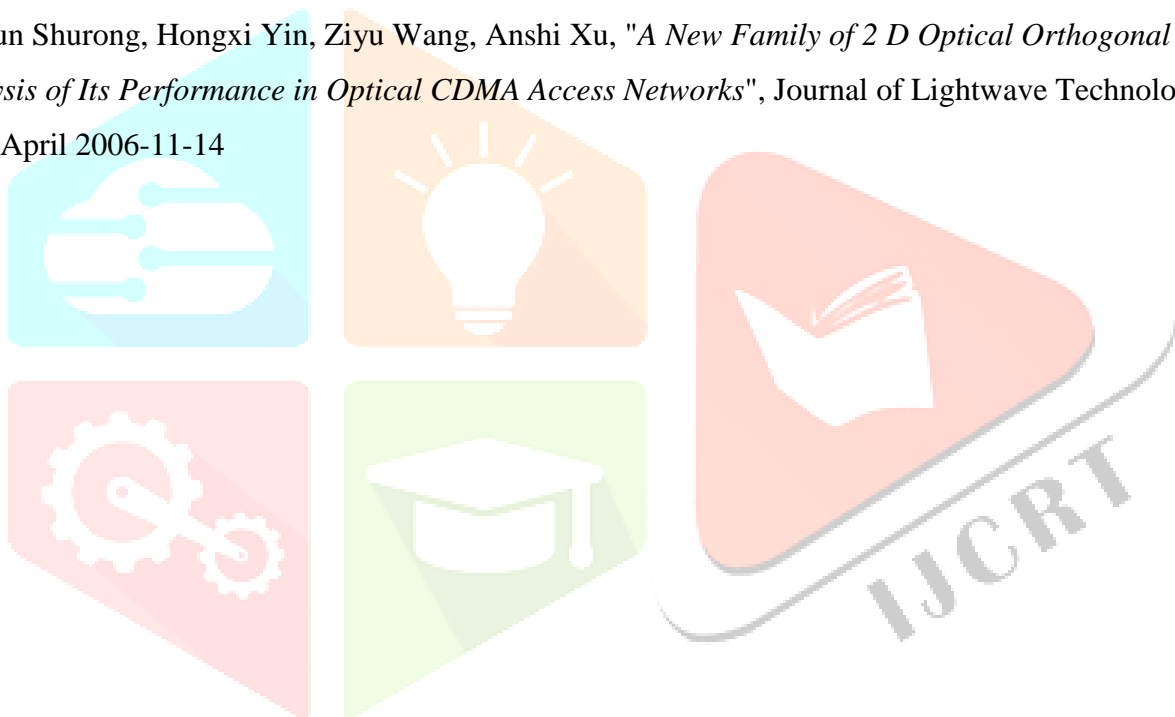 un Shurong, Hongxi Yin, Ziyu Wang, Anshi Xu, "A New Family of 2 D Optical Orthogonal
ysis of Its Performance in Optical CDMA Access Networks", Journal of Lightwave Technolo
April 2006-11-14
IJCRT